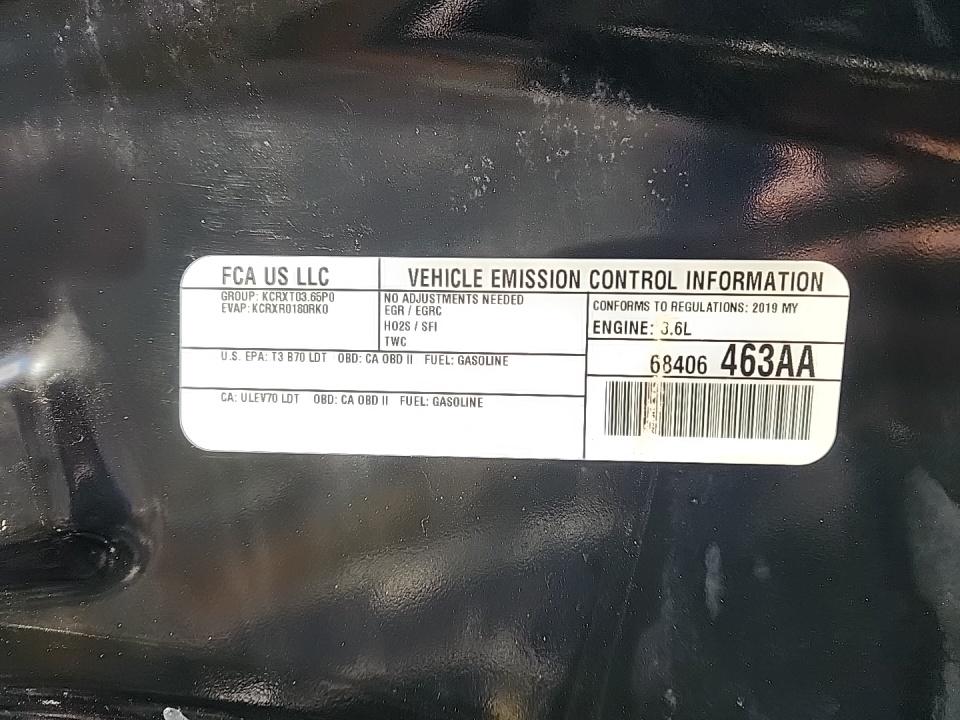 FCA US LLC
VEHICLE EMISSION CONTROL INFORMATION
GROUP: KCRXT03.65P0
EVAP: KCRXR0180RK0
NO ADJUSTMENTS NEEDED
EGR / EGRC
HO2S / SFI
TWC
CONFORMS TO REGULATIONS: 2019 MY
ENGINE: 3.6L
U.S. EPA: T3 B70 LDT OBD: CA OBD II FUEL: GASOLINE
68406 463AA
CA: ULEV70 LDT OBD: CA OBD II FUEL: GASOLINE